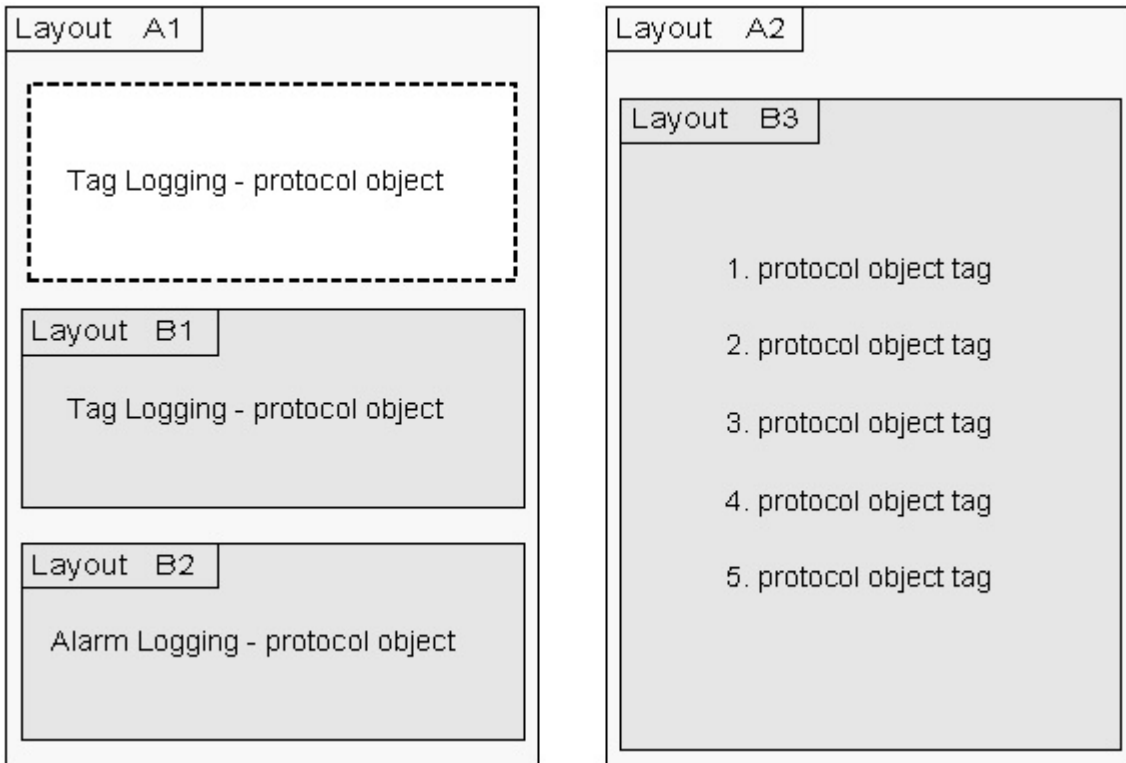 Layout A1
Tag Logging - protocol object
Layout B1
Tag Logging - protocol object
Layout B2
Alarm Logging - protocol object
Layout A2
Layout B3
1. protocol object tag
2. protocol object tag
3. protocol object tag
4. protocol object tag
5. protocol object tag